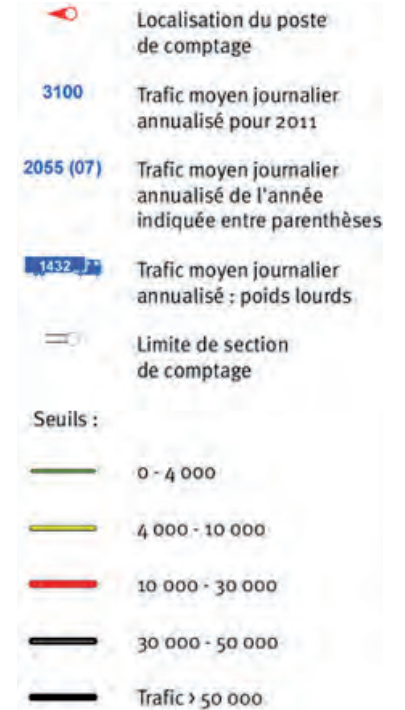 Localisation du poste
de comptage
3100
Trafic moyen journalier
annualisé pour 2011
2055 (07)
Trafic moyen journalier
annualisé de l'année
indiquée entre parenthèses
1432
Trafic moyen journalier
annualisé : poids lourds
Limite de section
de comptage
Seuils :
0 - 4 000
4 000 - 10 000
10 000 - 30 000
30 000 - 50 000
Trafic > 50 000